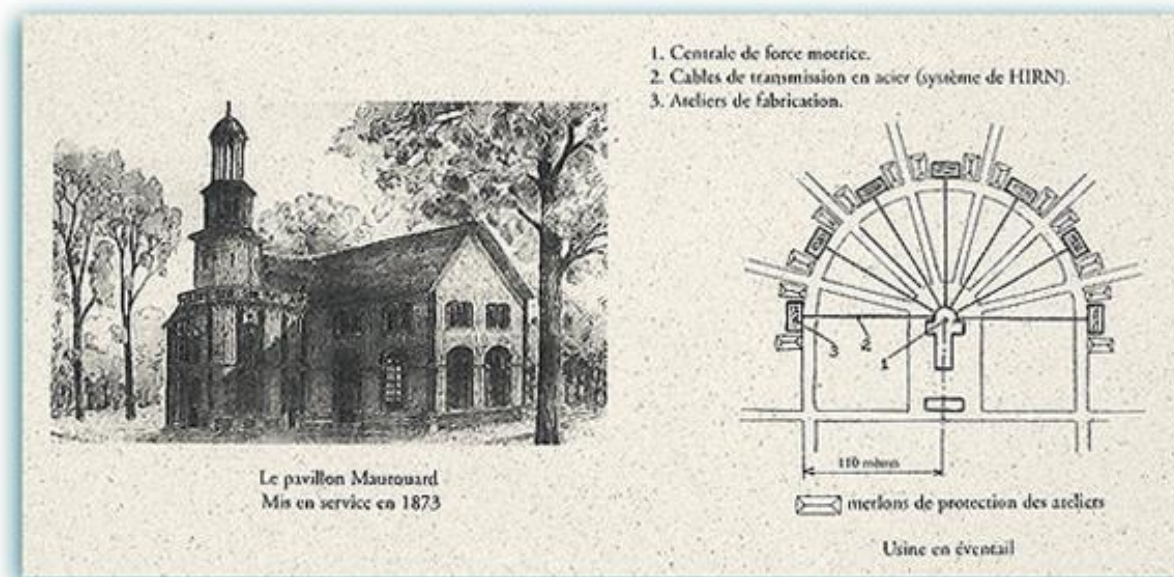 1. Centrale de force motrice.
2. Cables de transmission en acier (système de HIRN).
3. Ateliers de fabrication.
3
2
1
110 mètres
Le pavillon Maurouard
Mis en service en 1873
merlons de protection des ateliers
Usine en éventail